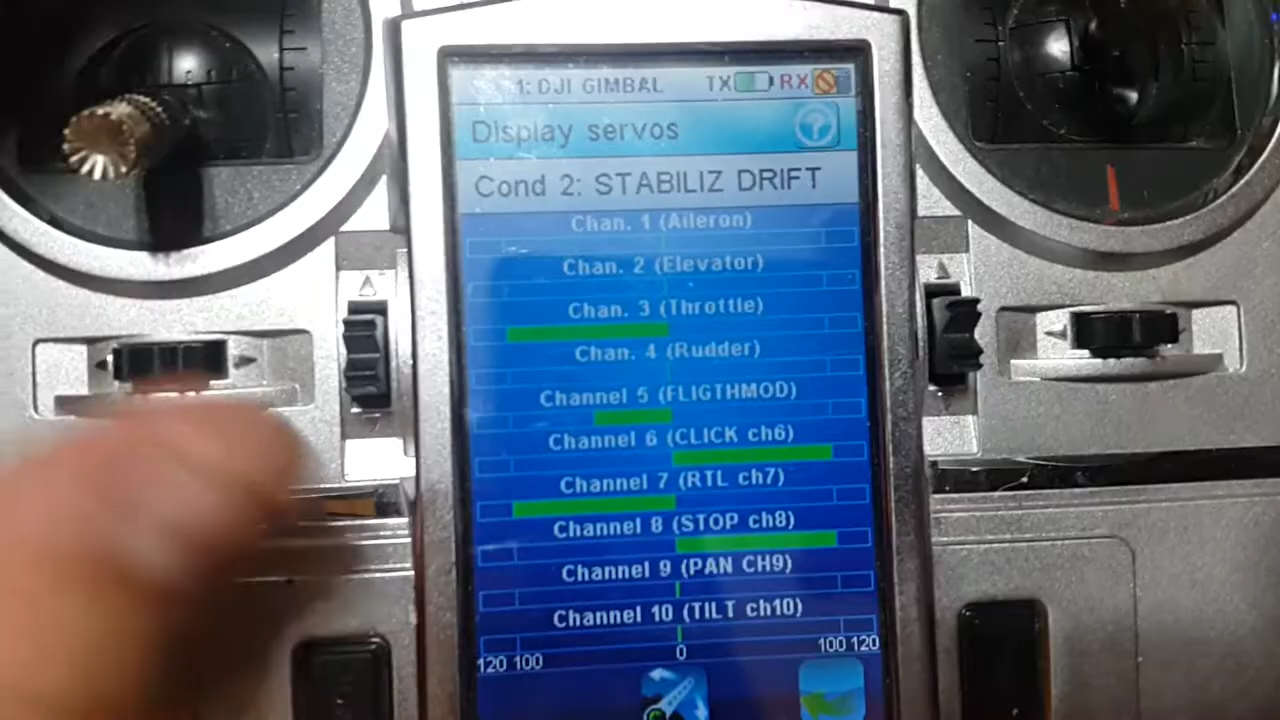 1: DJI GIMBAL TX RX
Display servos ?
Cond 2: STABILIZ DRIFT
Chan. 1 (Aileron)
Chan. 2 (Elevator)
Chan. 3 (Throttle)
Chan. 4 (Rudder)
Channel 5 (FLIGTHMOD)
Channel 6 (CLICK ch6)
Channel 7 (RTL ch7)
Channel 8 (STOP ch8)
Channel 9 (PAN CH9)
Channel 10 (TILT ch10)
120 100 0 100 120